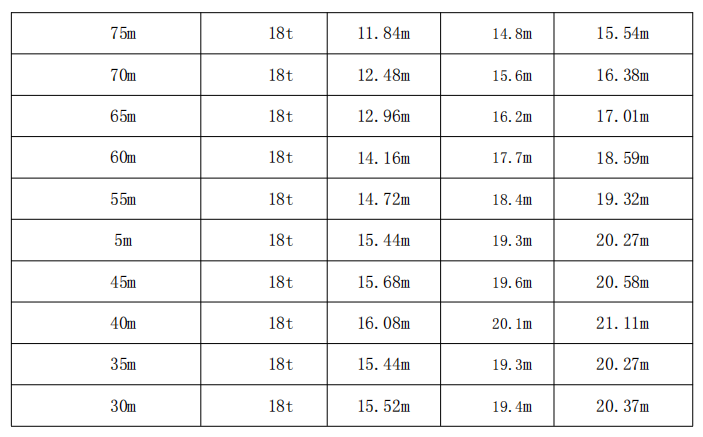 75m 18t 11.84m 14.8m 15.54m
70m 18t 12.48m 15.6m 16.38m
65m 18t 12.96m 16.2m 17.01m
60m 18t 14.16m 17.7m 18.59m
55m 18t 14.72m 18.4m 19.32m
5m 18t 15.44m 19.3m 20.27m
45m 18t 15.68m 19.6m 20.58m
40m 18t 16.08m 20.1m 21.11m
35m 18t 15.44m 19.3m 20.27m
30m 18t 15.52m 19.4m 20.37m